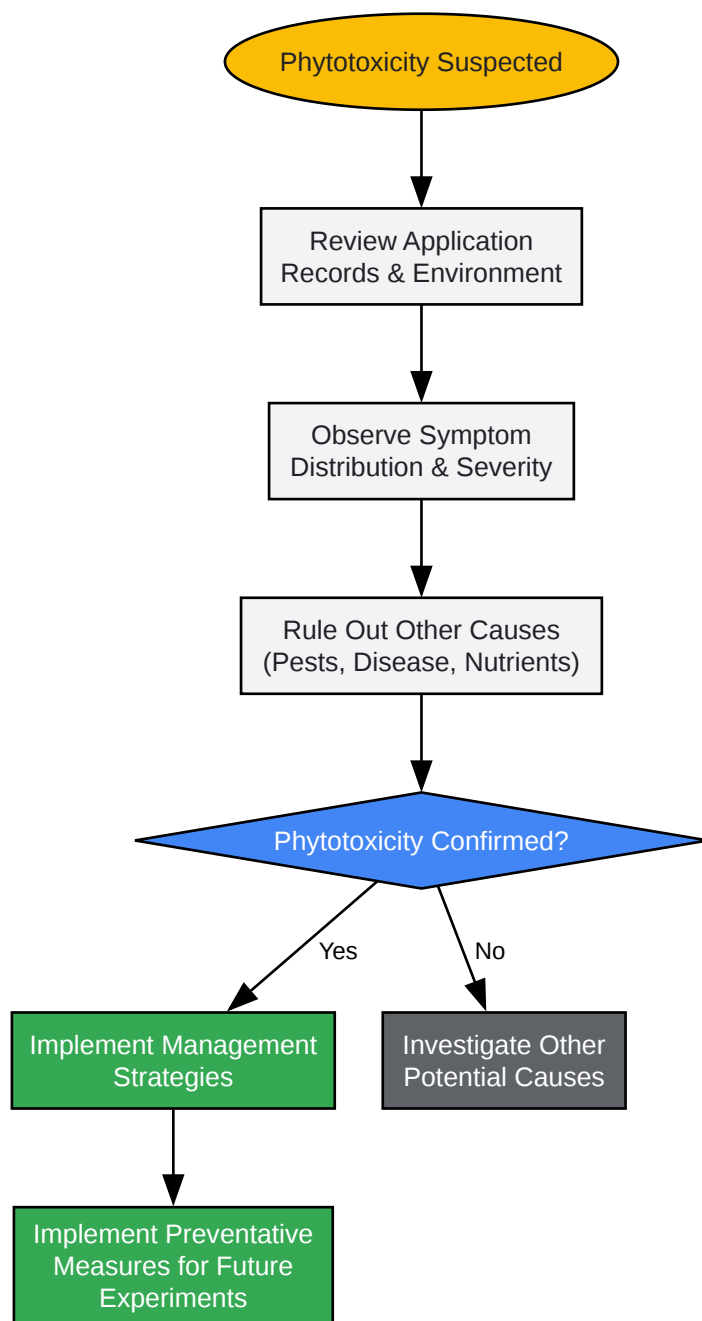 Phytotoxicity Suspected
Review Application
Records & Environment
Observe Symptom
Distribution & Severity
Rule Out Other Causes
(Pests, Disease, Nutrients)
Phytotoxicity Confirmed?
Yes
No
Implement Management
Strategies
Investigate Other
Potential Causes
Implement Preventative
Measures for Future
Experiments